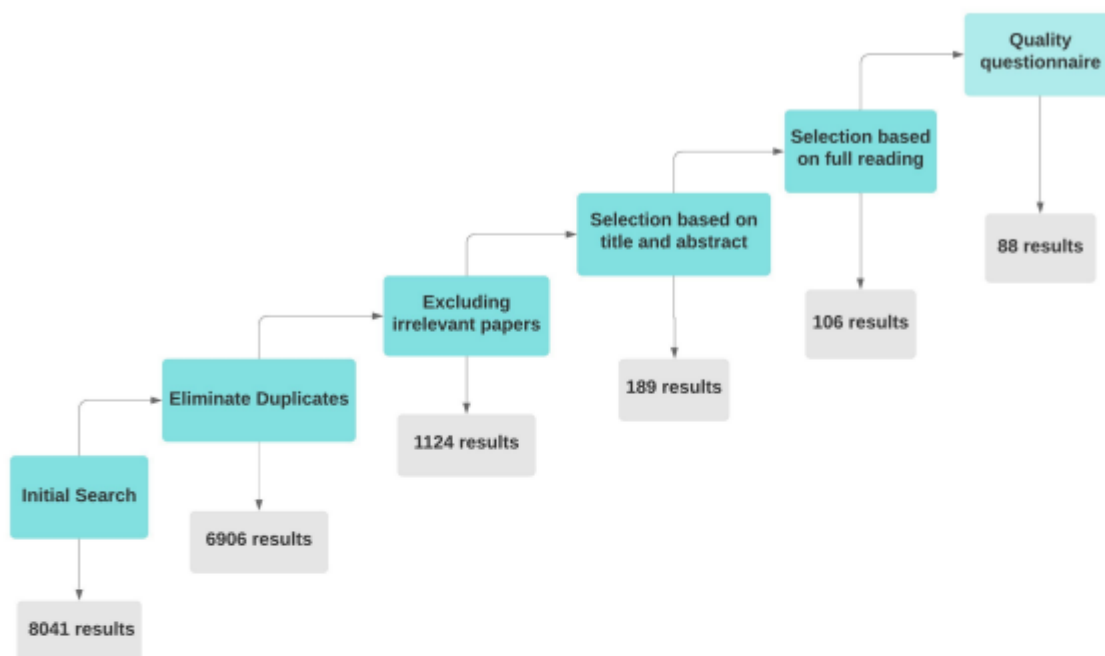 Quality
questionnaire
Selection based
on full reading
Selection based on
title and abstract
88 results
Excluding
irrelevant papers
106 results
Eliminate Duplicates
189 results
1124 results
Initial Search
6906 results
8041 results